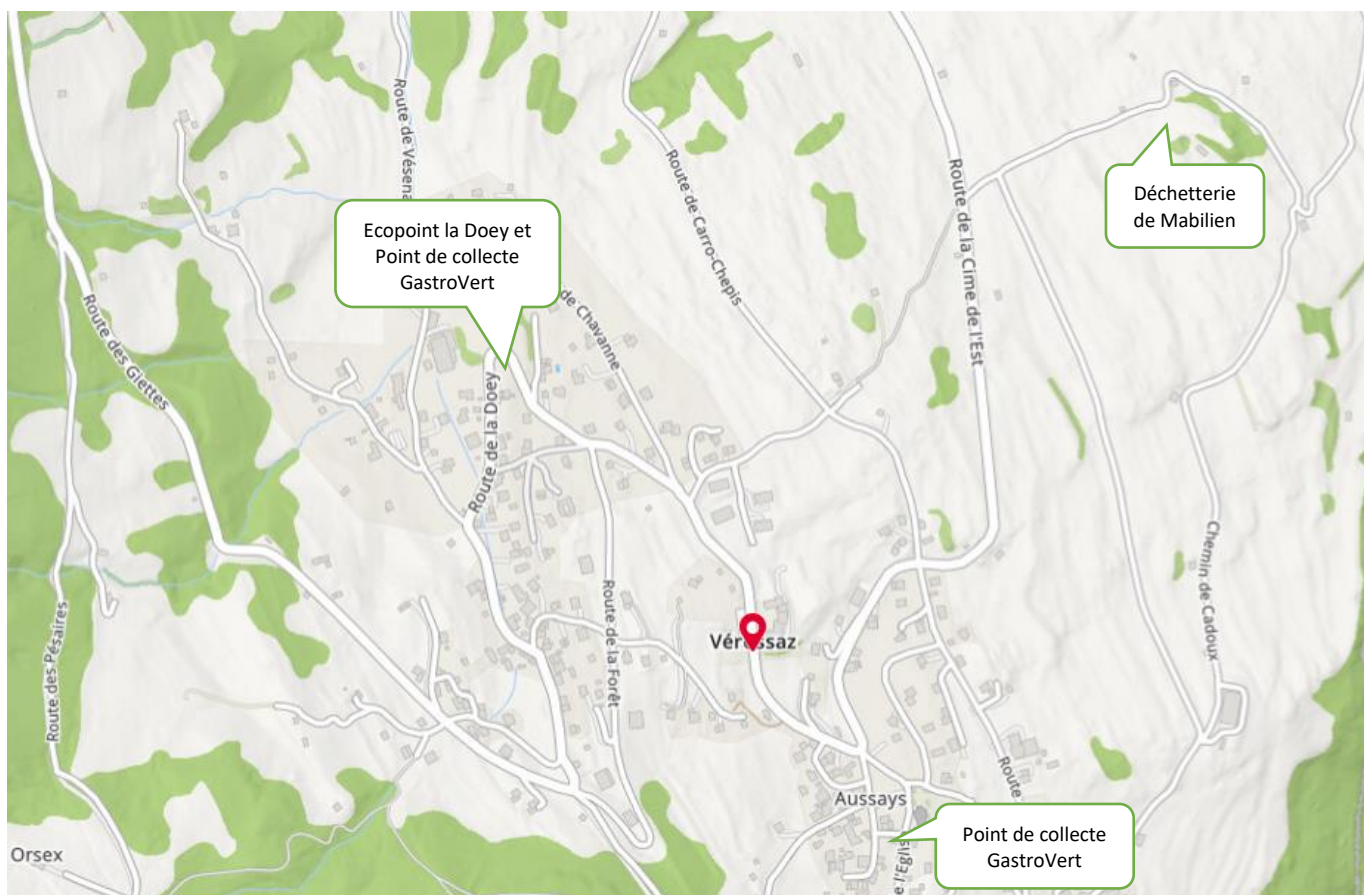 Route de Vésena
Ecopoint la Doey et
Point de collecte
GastroVert
Déchetterie
de Mabilien
Route de Carro-Chepis
Route de la Cime de l'Est
Route des Giettes
de Chavanne
Route de la Doey
Route des Pésaires
Route de la Forêt
Chemin de Cadoux
Aussays
Route
Point de collecte
GastroVert
Orsex
e l'Eglis